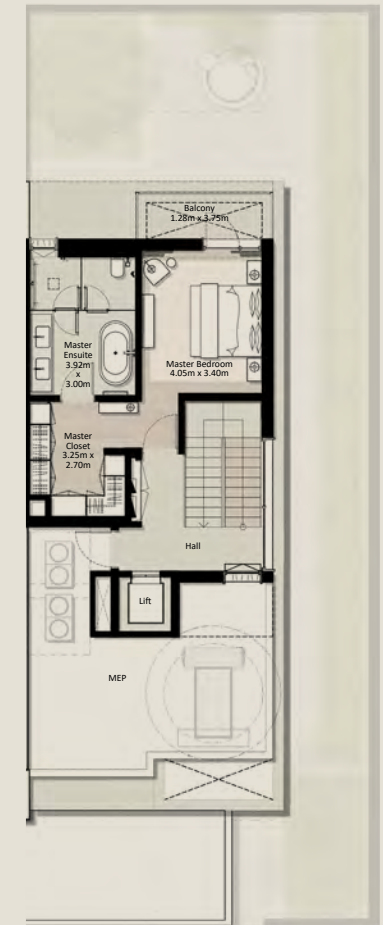 Balcony
1.28m x 3.75m
Master
Ensuite
3.92m
x
3.00m
Master Bedroom
4.05m x 3.40m
Master
Closet
3.25m x
2.70m
Hall
Lift
MEP